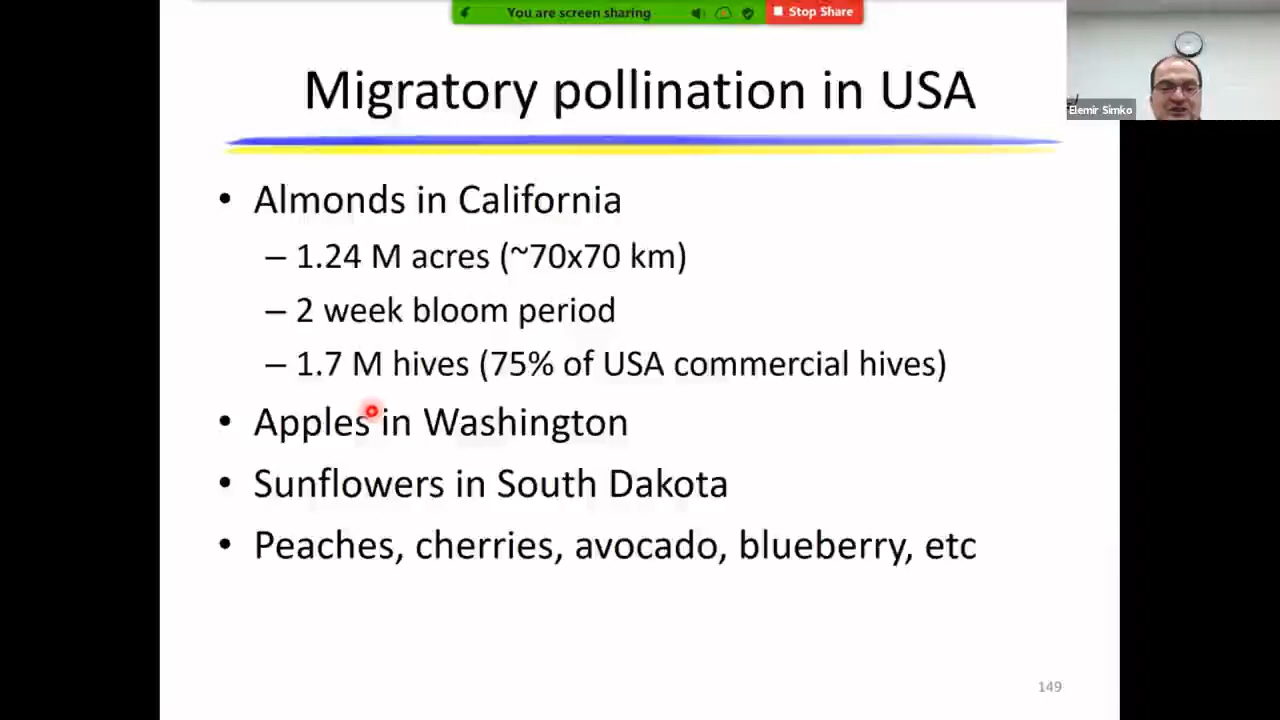 You are screen sharing
Stop Share
Migratory pollination in USA
Elemir Simko
• Almonds in California
– 1.24 M acres (~70x70 km)
– 2 week bloom period
– 1.7 M hives (75% of USA commercial hives)
• Apples in Washington
• Sunflowers in South Dakota
• Peaches, cherries, avocado, blueberry, etc
149